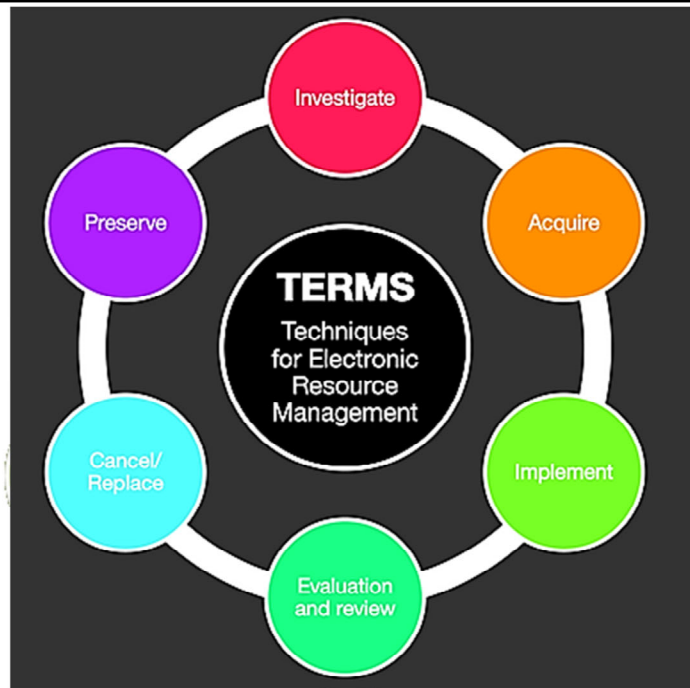 Investigate
Acquire
Implement
Evaluation
and review
Cancel/
Replace
Preserve
TERMS
Techniques
for Electronic
Resource
Management